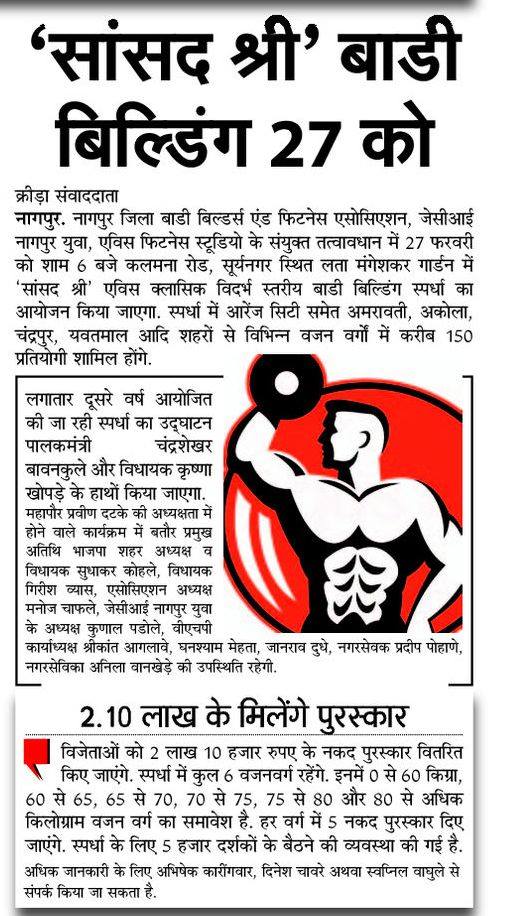 ‘सांसद श्री’ बाडी
बिल्डिंग 27 को
क्रीड़ा संवाददाता
नागपुर. नागपुर जिला बाडी बिल्डर्स एंड फिटनेस एसोसिएशन, जेसीआई
नागपुर युवा, एविस फिटनेस स्टूडियो के संयुक्त तत्वावधान में 27 फरवरी
को शाम 6 बजे कलमना रोड, सूर्यनगर स्थित लता मंगेशकर गार्डन में
‘सांसद श्री’ एविस क्लासिक विदर्भ स्तरीय बाडी बिल्डिंग स्पर्धा का
आयोजन किया जाएगा. स्पर्धा में आरेंज सिटी समेत अमरावती, अकोला,
चंद्रपुर, यवतमाल आदि शहरों से विभिन्न वजन वर्गों में करीब 150
प्रतियोगी शामिल होंगे.
लगातार दूसरे वर्ष आयोजित
की जा रही स्पर्धा का उद्घाटन
पालकमंत्री चंद्रशेखर
बावनकुले और विधायक कृष्णा
खोपड़े के हाथों किया जाएगा.
महापौर प्रवीण दटके की अध्यक्षता में
होने वाले कार्यक्रम में बतौर प्रमुख
अतिथि भाजपा शहर अध्यक्ष व
विधायक सुधाकर कोहले, विधायक
गिरीश व्यास, एसोसिएशन अध्यक्ष
मनोज चाफले, जेसीआई नागपुर युवा
के अध्यक्ष कुणाल पडोले, वीएचपी
कार्याध्यक्ष श्रीकांत आगलावे, घनश्याम मेहता, जानराव दुधे, नगरसेवक प्रदीप पोहाणे,
नगरसेविका अनिला वानखेड़े की उपस्थिति रहेगी.
2.10 लाख के मिलेंगे पुरस्कार
विजेताओं को 2 लाख 10 हजार रुपए के नकद पुरस्कार वितरित
किए जाएंगे. स्पर्धा में कुल 6 वजनवर्ग रहेंगे. इनमें 0 से 60 किग्रा,
60 से 65, 65 से 70, 70 से 75, 75 से 80 और 80 से अधिक
किलोग्राम वजन वर्ग का समावेश है. हर वर्ग में 5 नकद पुरस्कार दिए
जाएंगे. स्पर्धा के लिए 5 हजार दर्शकों के बैठने की व्यवस्था की गई है.
अधिक जानकारी के लिए अभिषेक कारींगवार, दिनेश चावरे अथवा स्वप्निल वाघुले से
संपर्क किया जा सकता है.